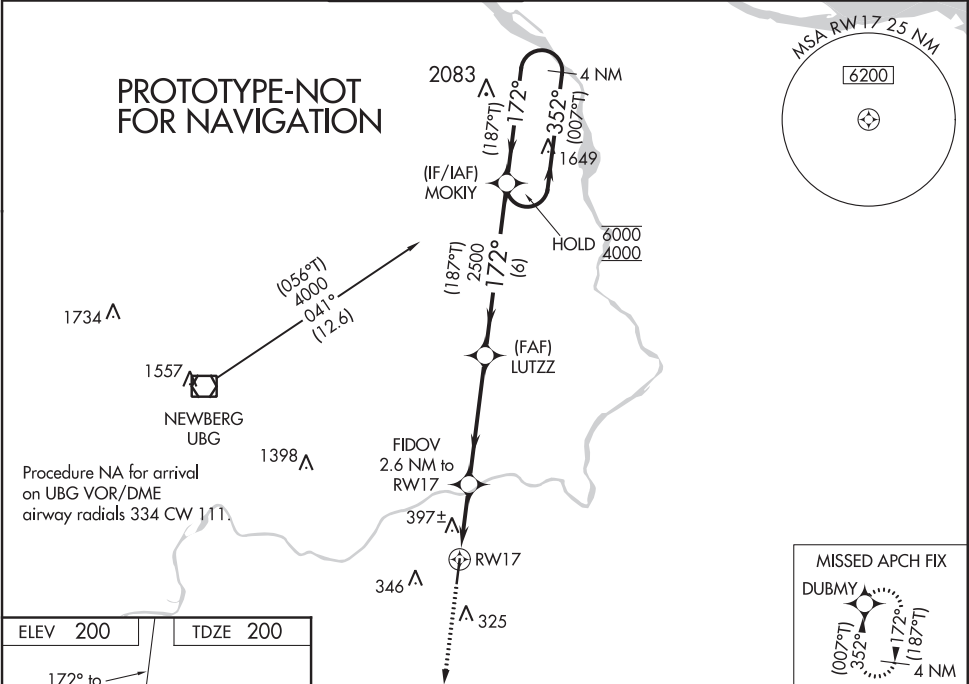 MSA RW17 25 NM
6200
PROTOTYPE-NOT
FOR NAVIGATION
2083
4 NM
172°
(187°T)
352°
(007°T)
1649
(IF/IAF)
MOKIY
HOLD
6000
4000
(187°T)
2500
172°
(6)
(056°T)
4000
041°
(12.6)
1734
1557
NEWBERG
UBG
(FAF)
LUTZZ
1398
FIDOV
2.6 NM to
RW17
Procedure NA for arrival
on UBG VOR/DME
airway radials 334 CW 111.
397±
RW17
346
325
MISSED APCH FIX
DUBMY
(007°T)
352°
172°
(187°T)
4 NM
ELEV 200
TDZE 200
172° to